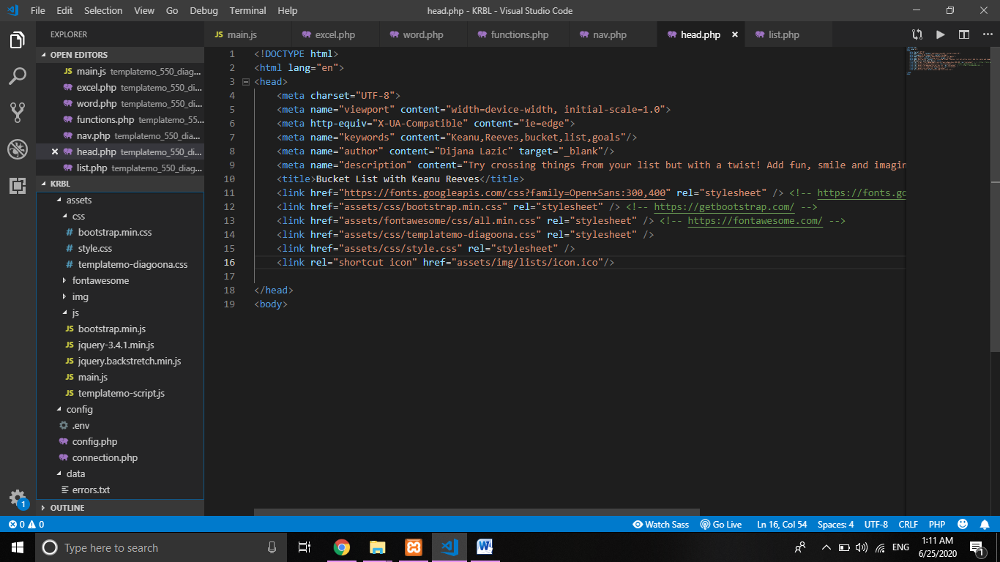 File Edit Selection View Go Debug Terminal Help head.php - KRBL - Visual Studio Code
EXPLORER
OPEN EDITORS
JS main.js templatemo_550_diag...
excel.php templatemo_550_di...
word.php templatemo_550_di...
functions.php templatemo_55...
nav.php templatemo_550_dia...
head.php templatemo_550_di...
list.php templatemo_550_diag...
KRBL
assets
css
# bootstrap.min.css
# style.css
# templatemo-diagoona.css
fontawesome
img
js
JS bootstrap.min.js
JS jquery-3.4.1.min.js
JS jquery.backstretch.min.js
JS main.js
JS templatemo-script.js
config
.env
config.php
connection.php
data
errors.txt
OUTLINE
JS main.js excel.php word.php functions.php nav.php head.php list.php
1 <!DOCTYPE html>
2 <html lang="en">
3 <head>
4 <meta charset="UTF-8">
5 <meta name="viewport" content="width=device-width, initial-scale=1.0">
6 <meta http-equiv="X-UA-Compatible" content="ie=edge">
7 <meta name="keywords" content="Keanu,Reeves,bucket,list,goals"/>
8 <meta name="author" content="Dijana Lazic" target="_blank"/>
9 <meta name="description" content="Try crossing things from your list but with a twist! Add fun, smile and imagin
10 <title>Bucket List with Keanu Reeves</title>
11 <link href="https://fonts.googleapis.com/css?family=Open+Sans:300,400" rel="stylesheet" /> <!-- https://fonts.go
12 <link href="assets/css/bootstrap.min.css" rel="stylesheet" /> <!-- https://getbootstrap.com/ -->
13 <link href="assets/fontawesome/css/all.min.css" rel="stylesheet" /> <!-- https://fontawesome.com/ -->
14 <link href="assets/css/templatemo-diagoona.css" rel="stylesheet" />
15 <link href="assets/css/style.css" rel="stylesheet" />
16 <link rel="shortcut icon" href="assets/img/lists/icon.ico"/>
17
18 </head>
19 <body>
1
0 0 Watch Sass Go Live Ln 16, Col 54 Spaces: 4 UTF-8 CRLF PHP
Type here to search ENG 1:11 AM
6/25/2020 1